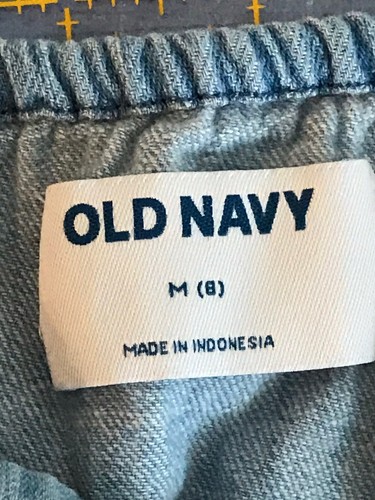 OLD NAVY
M (8)
MADE IN INDONESIA